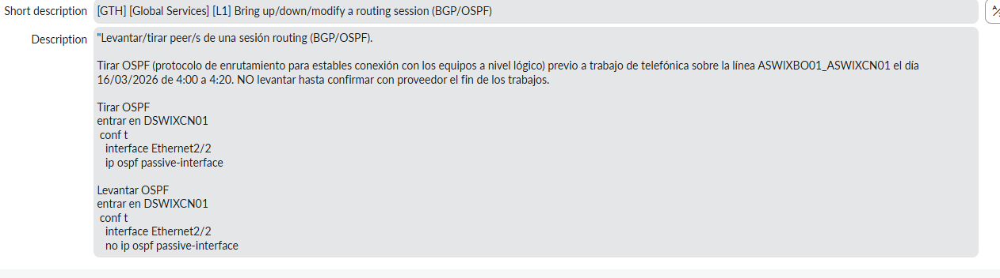 Short description [GTH] [Global Services] [L1] Bring up/down/modify a routing session (BGP/OSPF)
Description "Levantar/tirar peer/s de una sesión routing (BGP/OSPF).
Tirar OSPF (protocolo de enrutamiento para estables conexión con los equipos a nivel lógico) previo a trabajo de telefónica sobre la línea ASWIXBO01_ASWIXCN01 el día
16/03/2026 de 4:00 a 4:20. NO levantar hasta confirmar con proveedor el fin de los trabajos.
Tirar OSPF
entrar en DSWIXCN01
conf t
interface Ethernet2/2
ip ospf passive-interface
Levantar OSPF
entrar en DSWIXCN01
conf t
interface Ethernet2/2
no ip ospf passive-interface